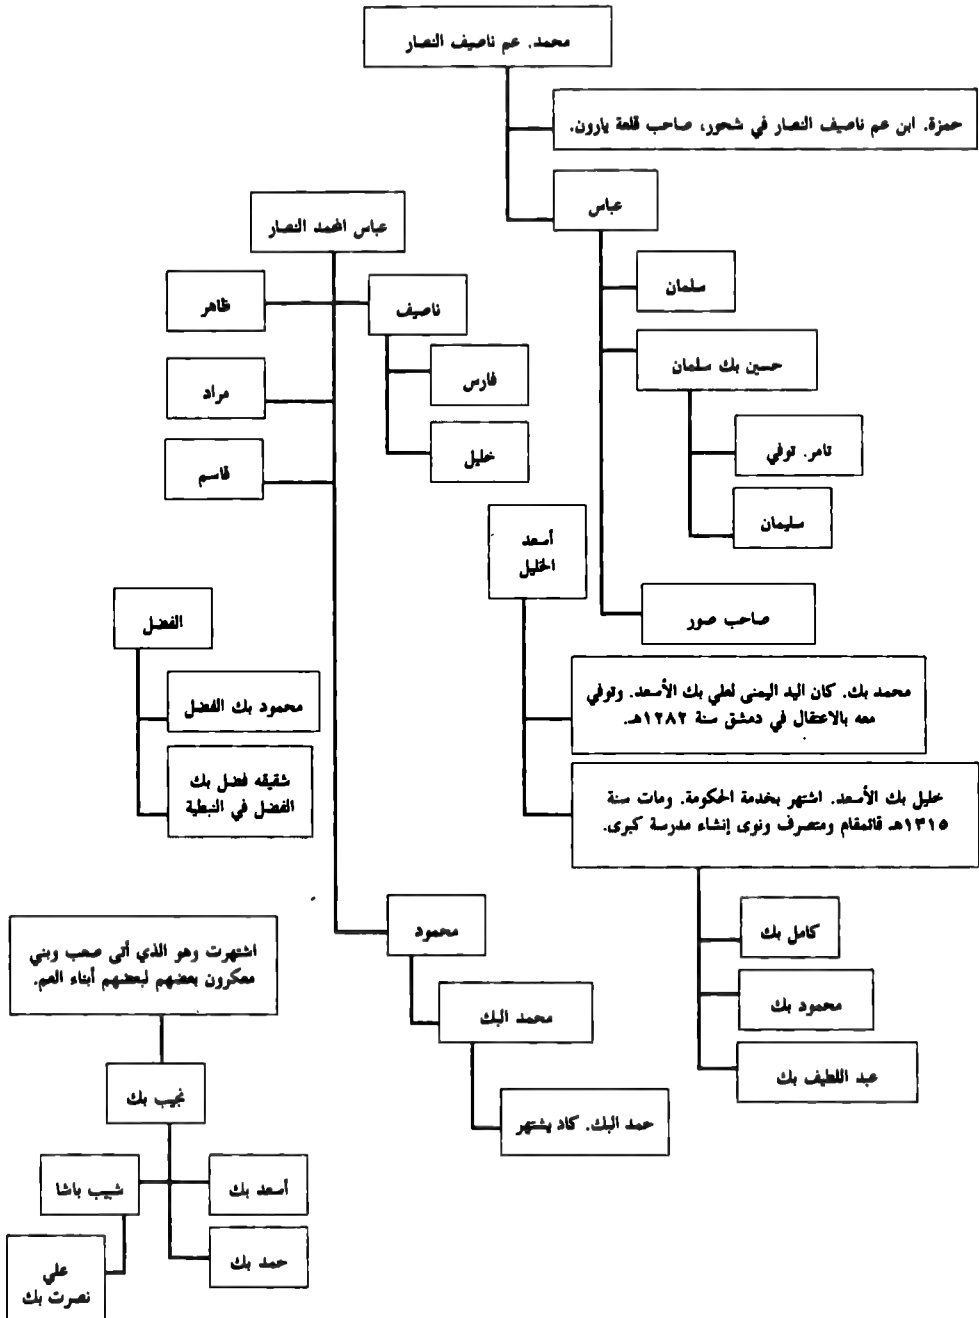 محمد. عم ناصيف النصار
حمزة. ابن عم ناصيف النصار في شحور، صاحب قلعة يارون.
عباس
سلمان
حسين بك سلمان
تامر. توفي
سليمان
صاحب صور
عباس المحمد النصار
ظاهر
ناصيف
فارس
خليل
مراد
قاسم
أسعد
الخليل
محمد بك. كان اليد اليمنى لعلي بك الأسعد. وتوفي
معه بالاعتقال في دمشق سنة ١٢٨٢هـ.
خليل بك الأسعد. اشتهر بخدمة الحكومة. ومات سنة
١٣١٥هـ قائمقام ومتصرف ونوى إنشاء مدرسة كبرى.
كامل بك
محمود بك
عبد اللطيف بك
الفضل
محمود بك الفضل
شقيقه فضل بك
الفضل في النبطية
محمود
محمد البك
حمد البك. كاد يشتهر
اشتهرت وهو الذي أتى صعب وبني
معكرون بعضهم لبعضهم أبناء العم.
نجيب بك
أسعد بك
شبيب باشا
حمد بك
علي
نصرت بك